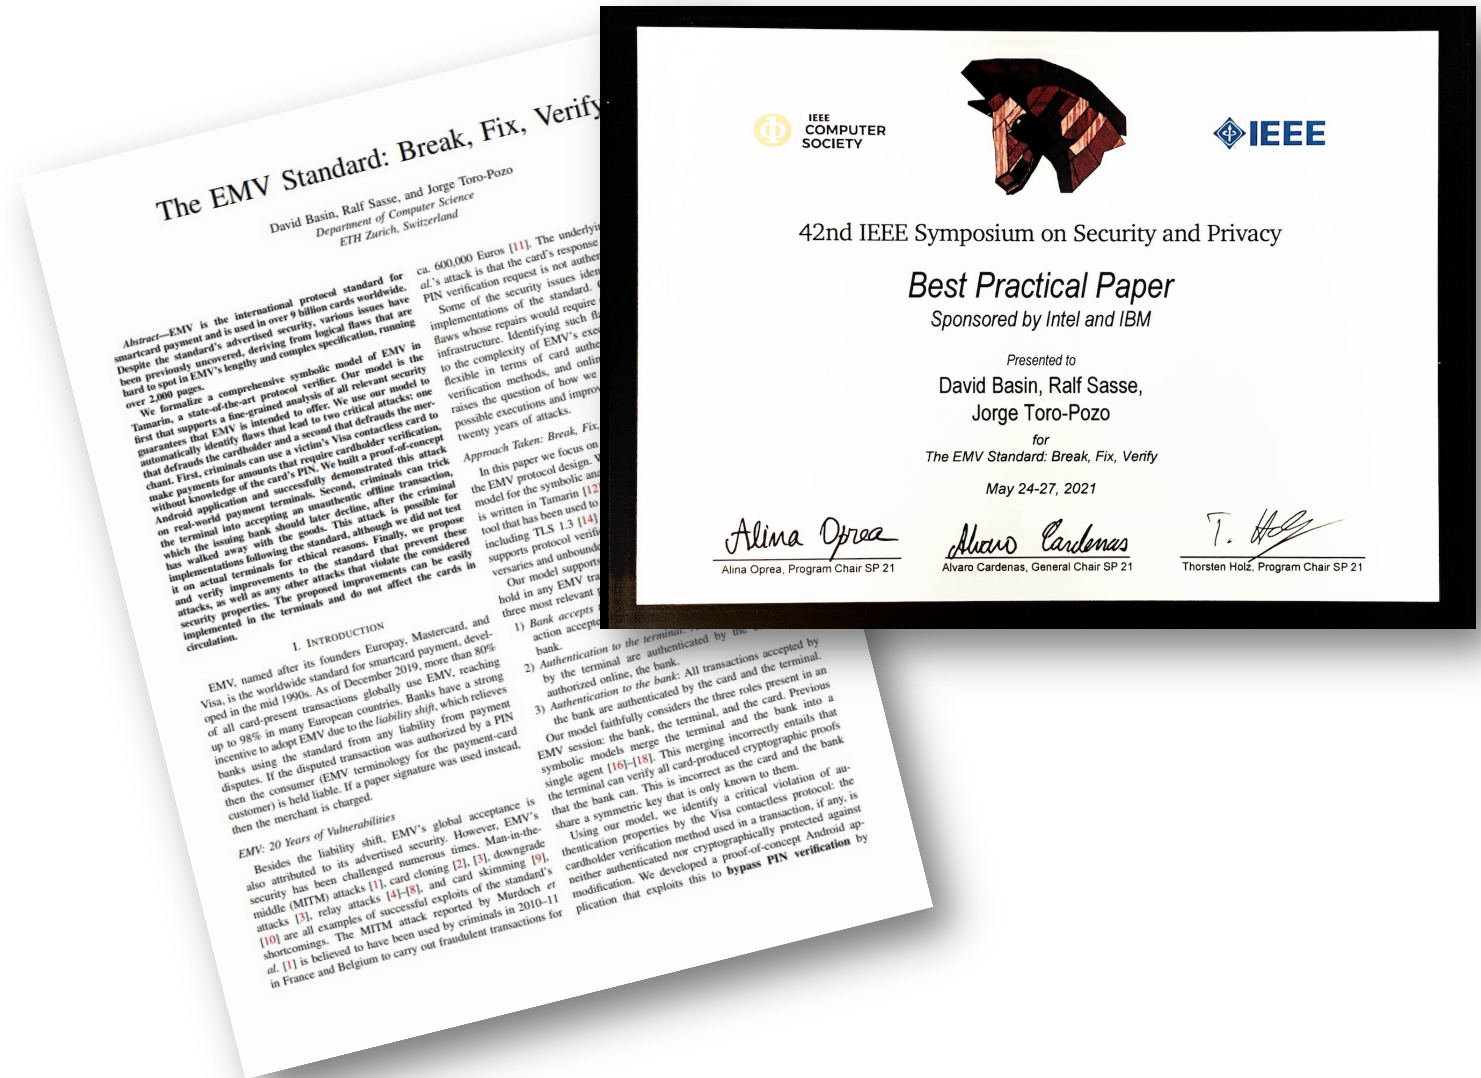 The EMV Standard: Break, Fix, Verify
David Basin, Ralf Sasse, and Jorge Toro-Pozo
Department of Computer Science
ETH Zurich, Switzerland
Abstract—EMV is the international protocol standard for
smartcard payment and is used in over 9 billion cards worldwide.
Despite the standard's advertised security, various issues have
been previously uncovered, deriving from logical flaws that are
hard to spot in EMV's lengthy and complex specification, running
over 2,000 pages.
We formalize a comprehensive symbolic model of EMV in
Tamarin, a state-of-the-art protocol verifier. Our model is the
first that supports a fine-grained analysis of all relevant security
guarantees that EMV is intended to offer. We use our model to
automatically identify flaws that lead to two critical attacks: one
that defrauds the cardholder and a second that defrauds the mer-
chant. First, criminals can use a victim's Visa contactless card to
make payments for amounts that require cardholder verification,
without knowledge of the card's PIN. We built a proof-of-concept
Android application and successfully demonstrated this attack
on real-world payment terminals. Second, criminals can trick
the terminal into accepting an unauthentic offline transaction,
which the issuing bank should later decline, after the criminal
has walked away with the goods. This attack is possible for
implementations following the standard, although we did not test
it on actual terminals for ethical reasons. Finally, we propose
and verify improvements to the standard that prevent these
attacks, as well as any other attacks that violate the considered
security properties. The proposed improvements can be easily
implemented in the terminals and do not affect the cards in
circulation.
I. INTRODUCTION
EMV, named after its founders Europay, Mastercard, and
Visa, is the worldwide standard for smartcard payment, devel-
oped in the mid 1990s. As of December 2019, more than 80%
of all card-present transactions globally use EMV, reaching
up to 98% in many European countries. Banks have a strong
incentive to adopt EMV due to the liability shift, which relieves
banks using the standard from any liability from payment
disputes. If the disputed transaction was authorized by a PIN
then the consumer (EMV terminology for the payment-card
customer) is held liable. If a paper signature was used instead,
then the merchant is charged.
EMV: 20 Years of Vulnerabilities
Besides the liability shift, EMV's global acceptance is
also attributed to its advertised security. However, EMV's
security has been challenged numerous times. Man-in-the-
middle (MITM) attacks [1], card cloning [2], [3], downgrade
attacks [3], relay attacks [4]–[8], and card skimming [9],
[10] are all examples of successful exploits of the standard's
shortcomings. The MITM attack reported by Murdoch et
al. [1] is believed to have been used by criminals in 2010–11
in France and Belgium to carry out fraudulent transactions for
ca. 600,000 Euros [11]. The underlying
al.'s attack is that the card's response
PIN verification request is not
Some of the security issues
implementations of the standard.
flaws whose repairs would require
infrastructure. Identifying such
to the complexity of EMV's
flexible in terms of card
verification methods, and
raises the question of how we
possible executions and
twenty years of attacks.
Approach Taken: Break, Fix,
In this paper we focus on
the EMV protocol design.
model for the symbolic
is written in Tamarin [12]
tool that has been used to
including TLS 1.3 [14]
supports protocol
versaries and
Our model supports
hold in any EMV
three most relevant
1) Bank accepts
action
bank.
2) Authentication to the terminal:
by the terminal are authenticated by the
authorized online, the bank.
3) Authentication to the bank: All transactions accepted by
the bank are authenticated by the card and the terminal.
Our model faithfully considers the three roles present in an
EMV session: the bank, the terminal, and the card. Previous
symbolic models merge the terminal and the bank into a
single agent [16]–[18]. This merging incorrectly entails that
the terminal can verify all card-produced cryptographic proofs
that the bank can. This is incorrect as the card and the bank
share a symmetric key that is only known to them.
Using our model, we identify a critical violation of au-
thentication properties by the Visa contactless protocol: the
cardholder verification method used in a transaction, if any, is
neither authenticated nor cryptographically protected against
modification. We developed a proof-of-concept Android ap-
plication that exploits this to bypass PIN verification by
IEEE
COMPUTER
SOCIETY
IEEE
42nd IEEE Symposium on Security and Privacy
Best Practical Paper
Sponsored by Intel and IBM
Presented to
David Basin, Ralf Sasse,
Jorge Toro-Pozo
for
The EMV Standard: Break, Fix, Verify
May 24-27, 2021
Alina Oprea
Alvaro Cardenas
T. Holz
Alina Oprea, Program Chair SP 21
Alvaro Cardenas, General Chair SP 21
Thorsten Holz, Program Chair SP 21